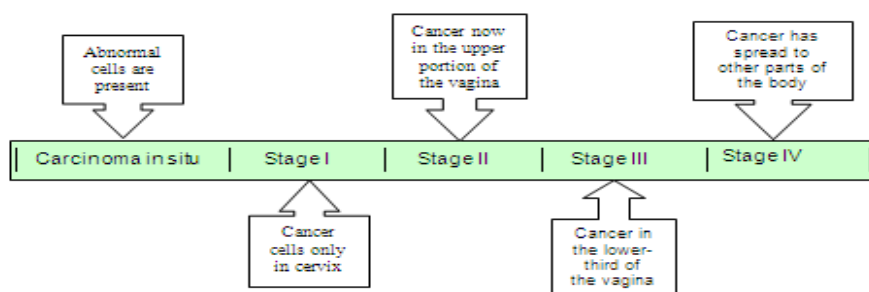 Abnormal
cells are
present
Cancer now
in the upper
portion of
the vagina
Cancer has
spread to
other parts of
the body
Carcinoma in situ | Stage I | Stage II | Stage III | Stage IV
Cancer
cells only
in cervix
Cancer in
the lower-
third of
the vagina